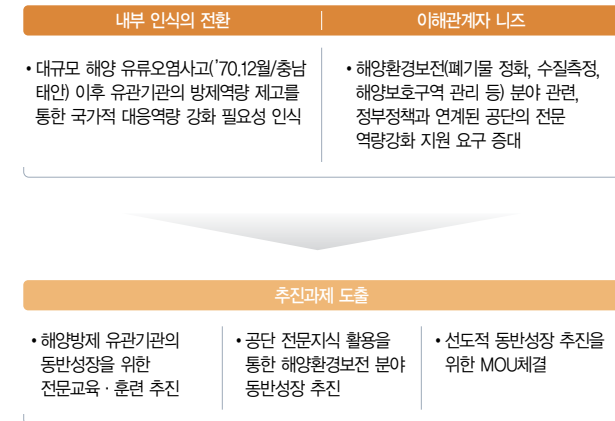 내부 인식의 전환
이해관계자 니즈
• 대규모 해양 유류오염사고('70.12월/충남
태안) 이후 유관기관의 방제역량 제고를
통한 국가적 대응역량 강화 필요성 인식
• 해양환경보전(폐기물 정화, 수질측정,
해양보호구역 관리 등) 분야 관련,
정부정책과 연계된 공단의 전문
역량강화 지원 요구 증대
추진과제 도출
• 해양방제 유관기관의
동반성장을 위한
전문교육 · 훈련 추진
• 공단 전문지식 활용을
통한 해양환경보전 분야
동반성장 추진
• 선도적 동반성장 추진을
위한 MOU체결